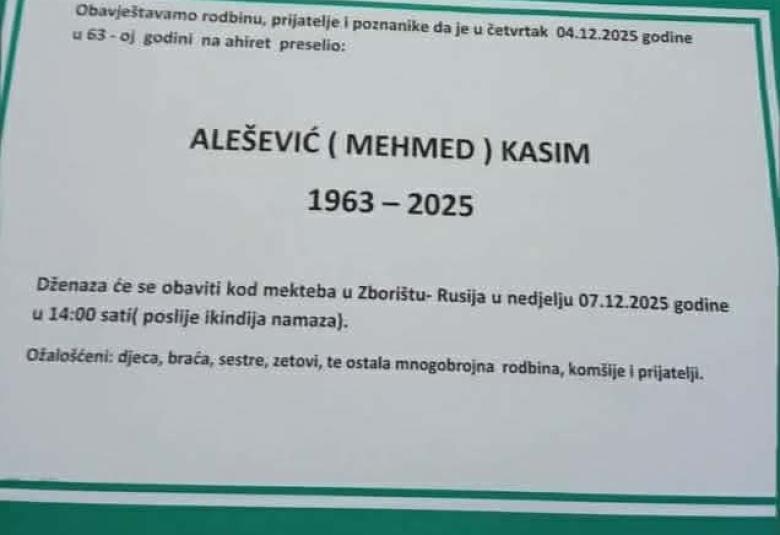 Obavještavamo rodbinu, prijatelje i poznanike da je u četvrtak 04.12.2025 godine
u 63 - oj godini na ahiret preselio:
ALEŠEVIĆ ( MEHMED ) KASIM
1963 – 2025
Dženaza će se obaviti kod mekteba u Zborištu- Rusija u nedjelju 07.12.2025 godine
u 14:00 sati( poslije ikindija namaza).
Ožalošćeni: djeca, braća, sestre, zetovi, te ostala mnogobrojna rodbina, komšije i prijatelji.